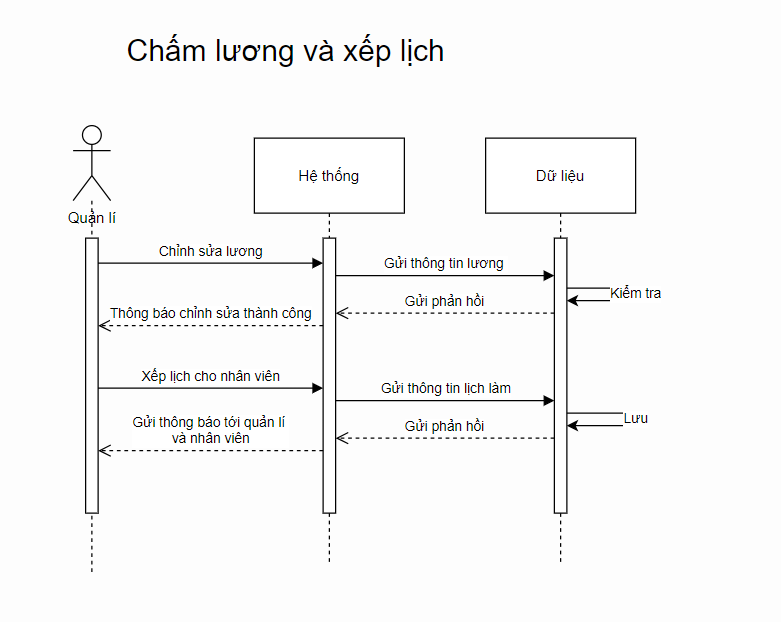 Chấm lương và xếp lịch
Quản lí
Hệ thống
Dữ liệu
Chỉnh sửa lương
Gửi thông tin lương
Kiểm tra
Gửi phản hồi
Thông báo chỉnh sửa thành công
Xếp lịch cho nhân viên
Gửi thông tin lịch làm
Lưu
Gửi phản hồi
Gửi thông báo tới quản lí
và nhân viên